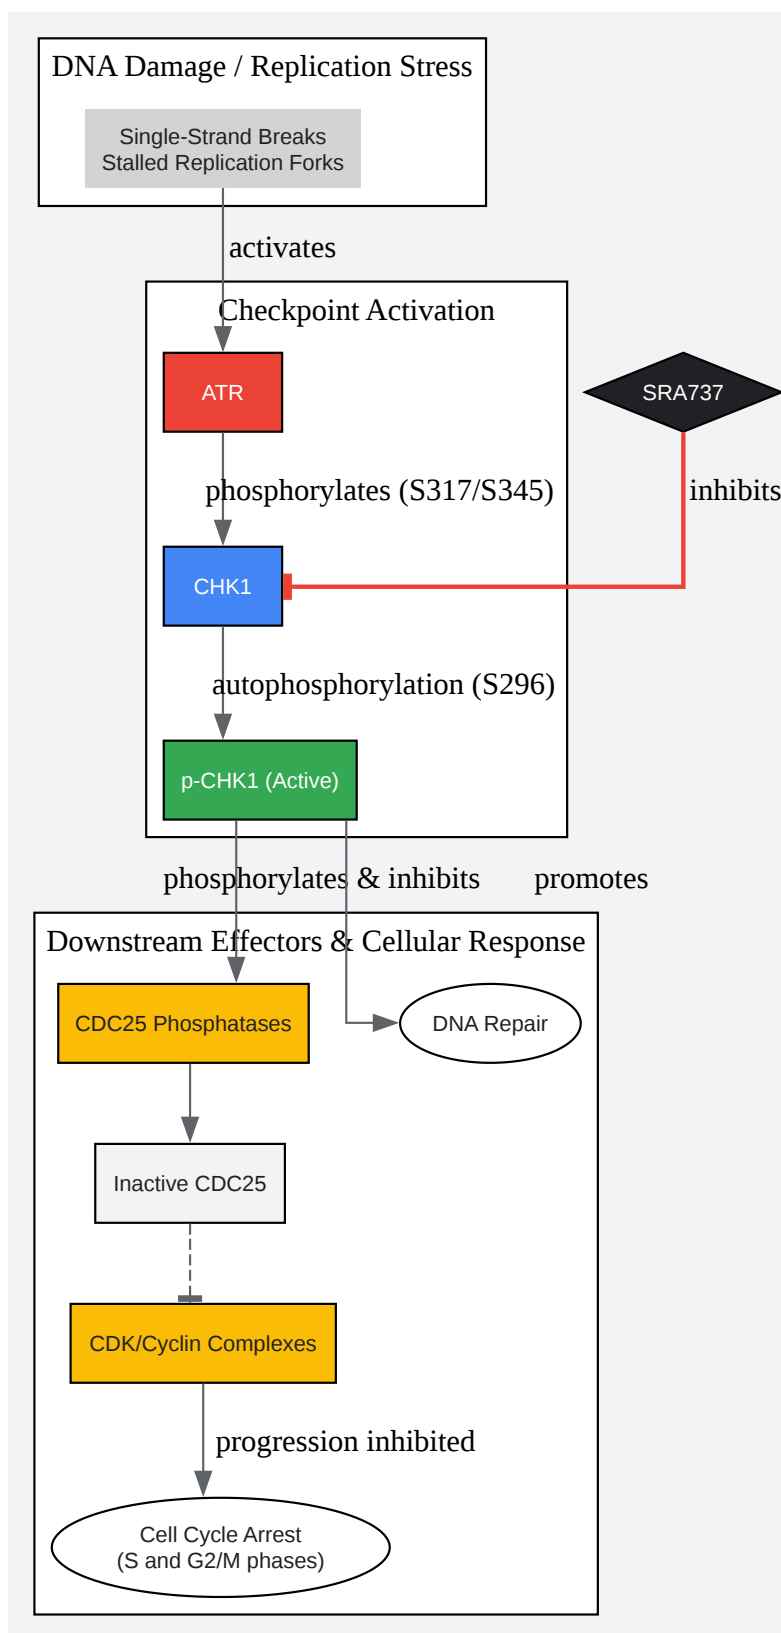 DNA Damage / Replication Stress
Single-Strand Breaks
Stalled Replication Forks
activates
Checkpoint Activation
ATR
SRA737
phosphorylates (S317/S345)
inhibits
CHK1
autophosphorylation (S296)
p-CHK1 (Active)
phosphorylates & inhibits
promotes
Downstream Effectors & Cellular Response
CDC25 Phosphatases
DNA Repair
Inactive CDC25
CDK/Cyclin Complexes
progression inhibited
Cell Cycle Arrest
(S and G2/M phases)